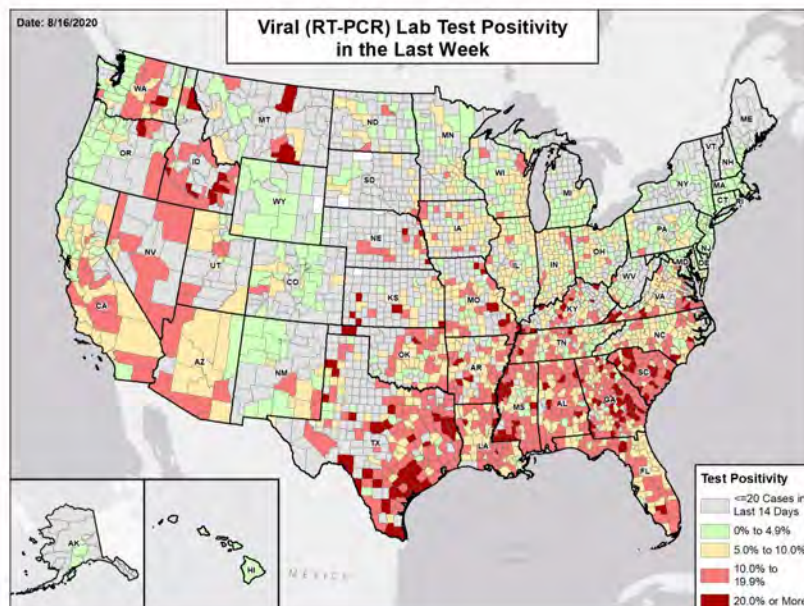 Date: 8/16/2020
Viral (RT-PCR) Lab Test Positivity
in the Last Week
WA
MT
ND
MN
ME
OR
ID
SD
WI
VT
NH
WY
MI
NY
MA
CT
RI
NV
UT
NE
IA
PA
NJ
CO
IL
IN
OH
MD
DE
CA
KS
MO
WV
VA
KY
AZ
NM
OK
AR
TN
NC
SC
TX
LA
MS
AL
GA
FL
AK
HI
MEXICO
Test Positivity
<=20 Cases in
Last 14 Days
0% to 4.9%
5.0% to 10.0%
10.0% to
19.9%
20.0% or More